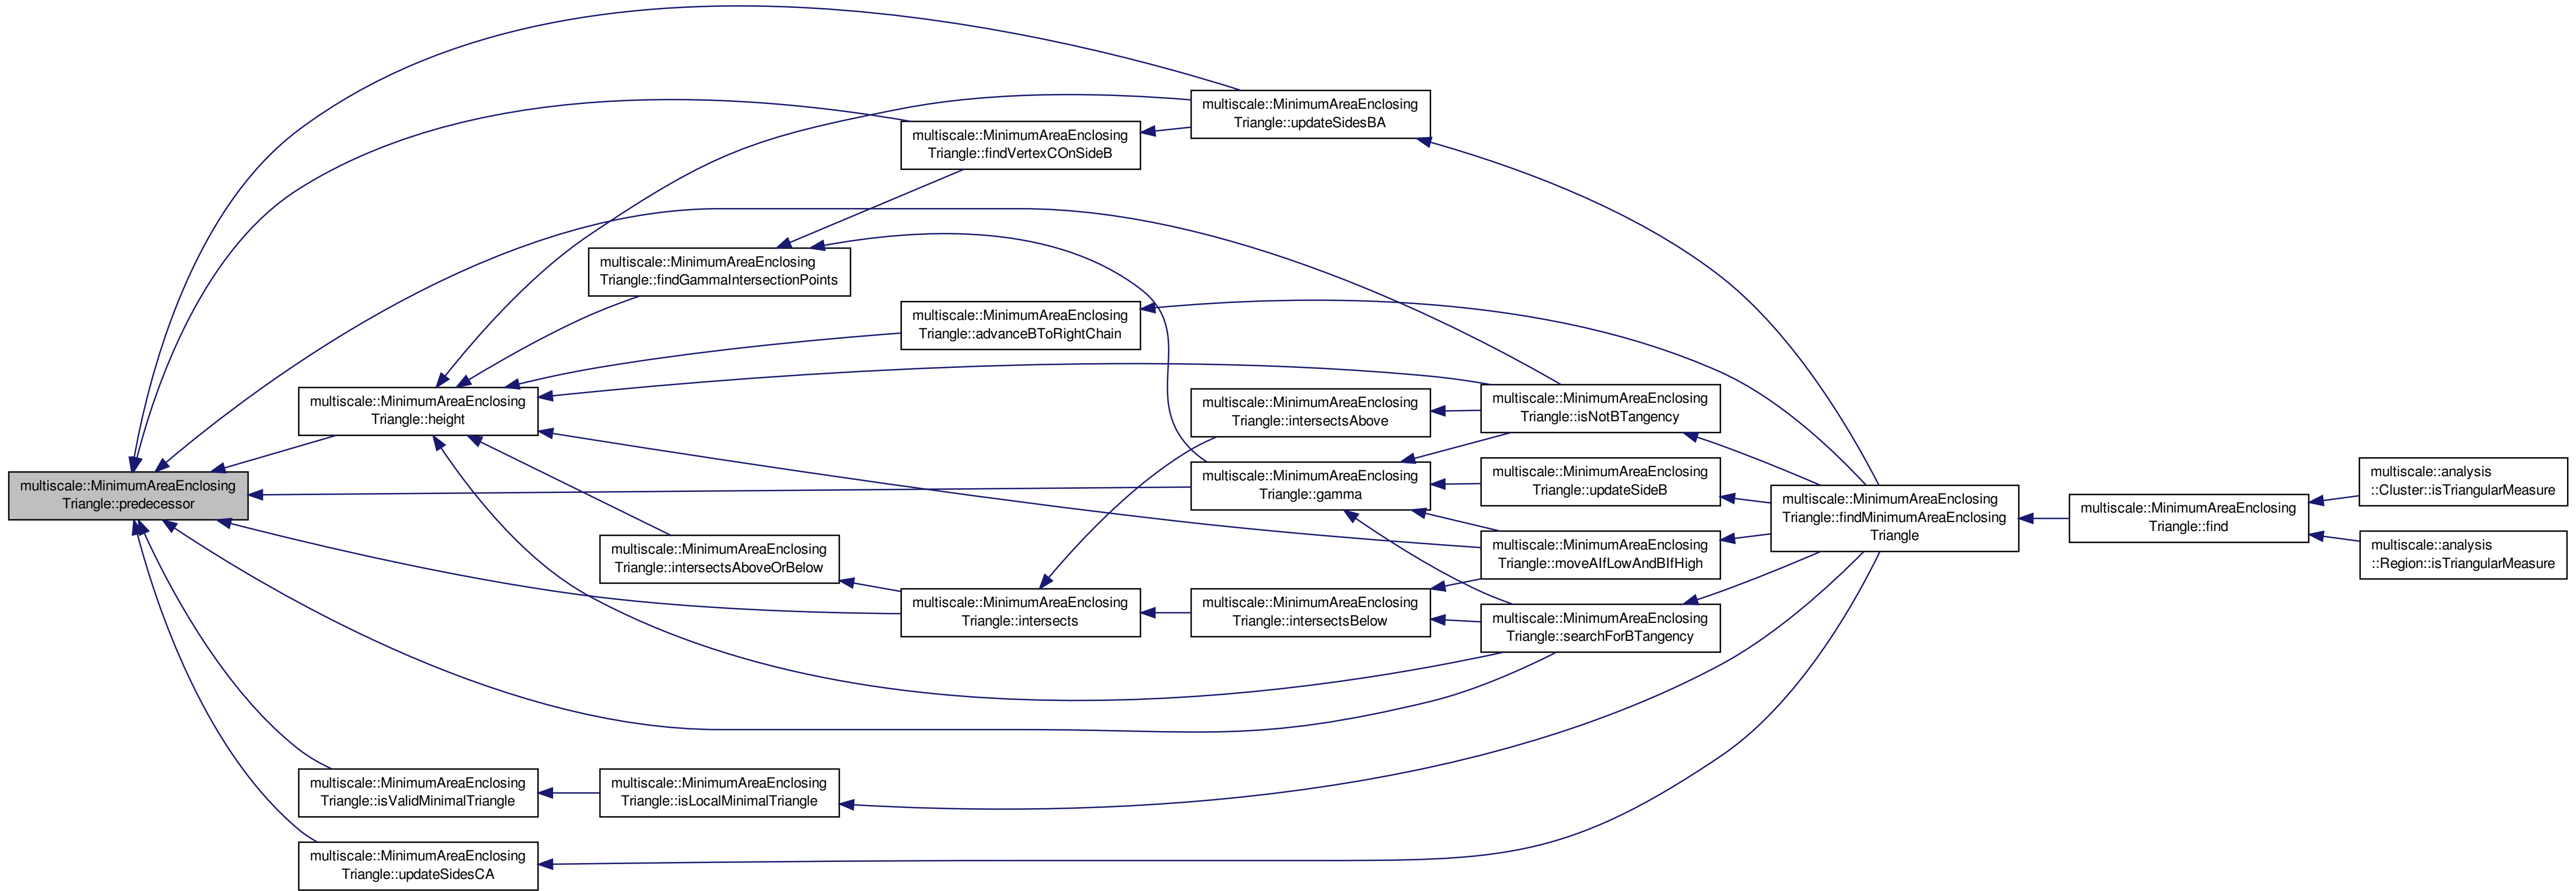 multiscale::MinimumAreaEnclosing
Triangle::predecessor
multiscale::MinimumAreaEnclosing
Triangle::height
multiscale::MinimumAreaEnclosing
Triangle::updateSidesBA
multiscale::MinimumAreaEnclosing
Triangle::findVertexCOnSideB
multiscale::MinimumAreaEnclosing
Triangle::findGammaIntersectionPoints
multiscale::MinimumAreaEnclosing
Triangle::advanceBToRightChain
multiscale::MinimumAreaEnclosing
Triangle::intersectsAbove
multiscale::MinimumAreaEnclosing
Triangle::isNotBTangency
multiscale::MinimumAreaEnclosing
Triangle::gamma
multiscale::MinimumAreaEnclosing
Triangle::updateSideB
multiscale::MinimumAreaEnclosing
Triangle::intersectsAboveOrBelow
multiscale::MinimumAreaEnclosing
Triangle::moveAIfLowAndBIfHigh
multiscale::MinimumAreaEnclosing
Triangle::intersects
multiscale::MinimumAreaEnclosing
Triangle::intersectsBelow
multiscale::MinimumAreaEnclosing
Triangle::searchForBTangency
multiscale::MinimumAreaEnclosing
Triangle::findMinimumAreaEnclosing
Triangle
multiscale::MinimumAreaEnclosing
Triangle::find
multiscale::analysis
::Cluster::isTriangularMeasure
multiscale::analysis
::Region::isTriangularMeasure
multiscale::MinimumAreaEnclosing
Triangle::isValidMinimalTriangle
multiscale::MinimumAreaEnclosing
Triangle::isLocalMinimalTriangle
multiscale::MinimumAreaEnclosing
Triangle::updateSidesCA